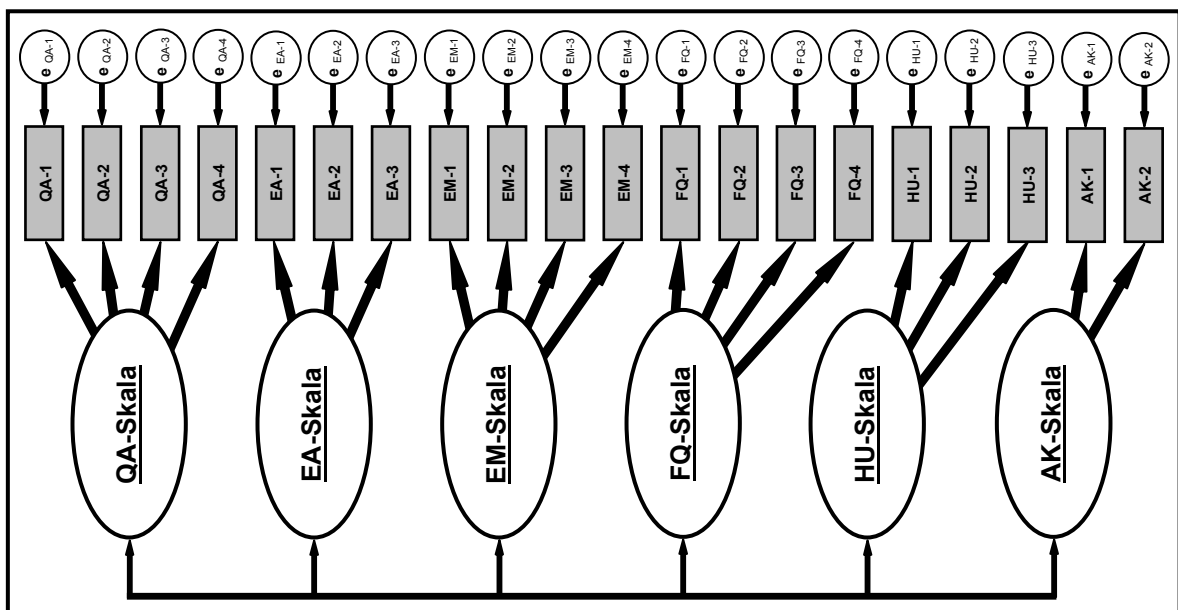 e QA-1
e QA-2
e QA-3
e QA-4
e EA-1
e EA-2
e EA-3
e EM-1
e EM-2
e EM-3
e EM-4
e FQ-1
e FQ-2
e FQ-3
e FQ-4
e HU-1
e HU-2
e HU-3
e AK-1
e AK-2
QA-1
QA-2
QA-3
QA-4
EA-1
EA-2
EA-3
EM-1
EM-2
EM-3
EM-4
FQ-1
FQ-2
FQ-3
FQ-4
HU-1
HU-2
HU-3
AK-1
AK-2
QA-Skala
EA-Skala
EM-Skala
FQ-Skala
HU-Skala
AK-Skala